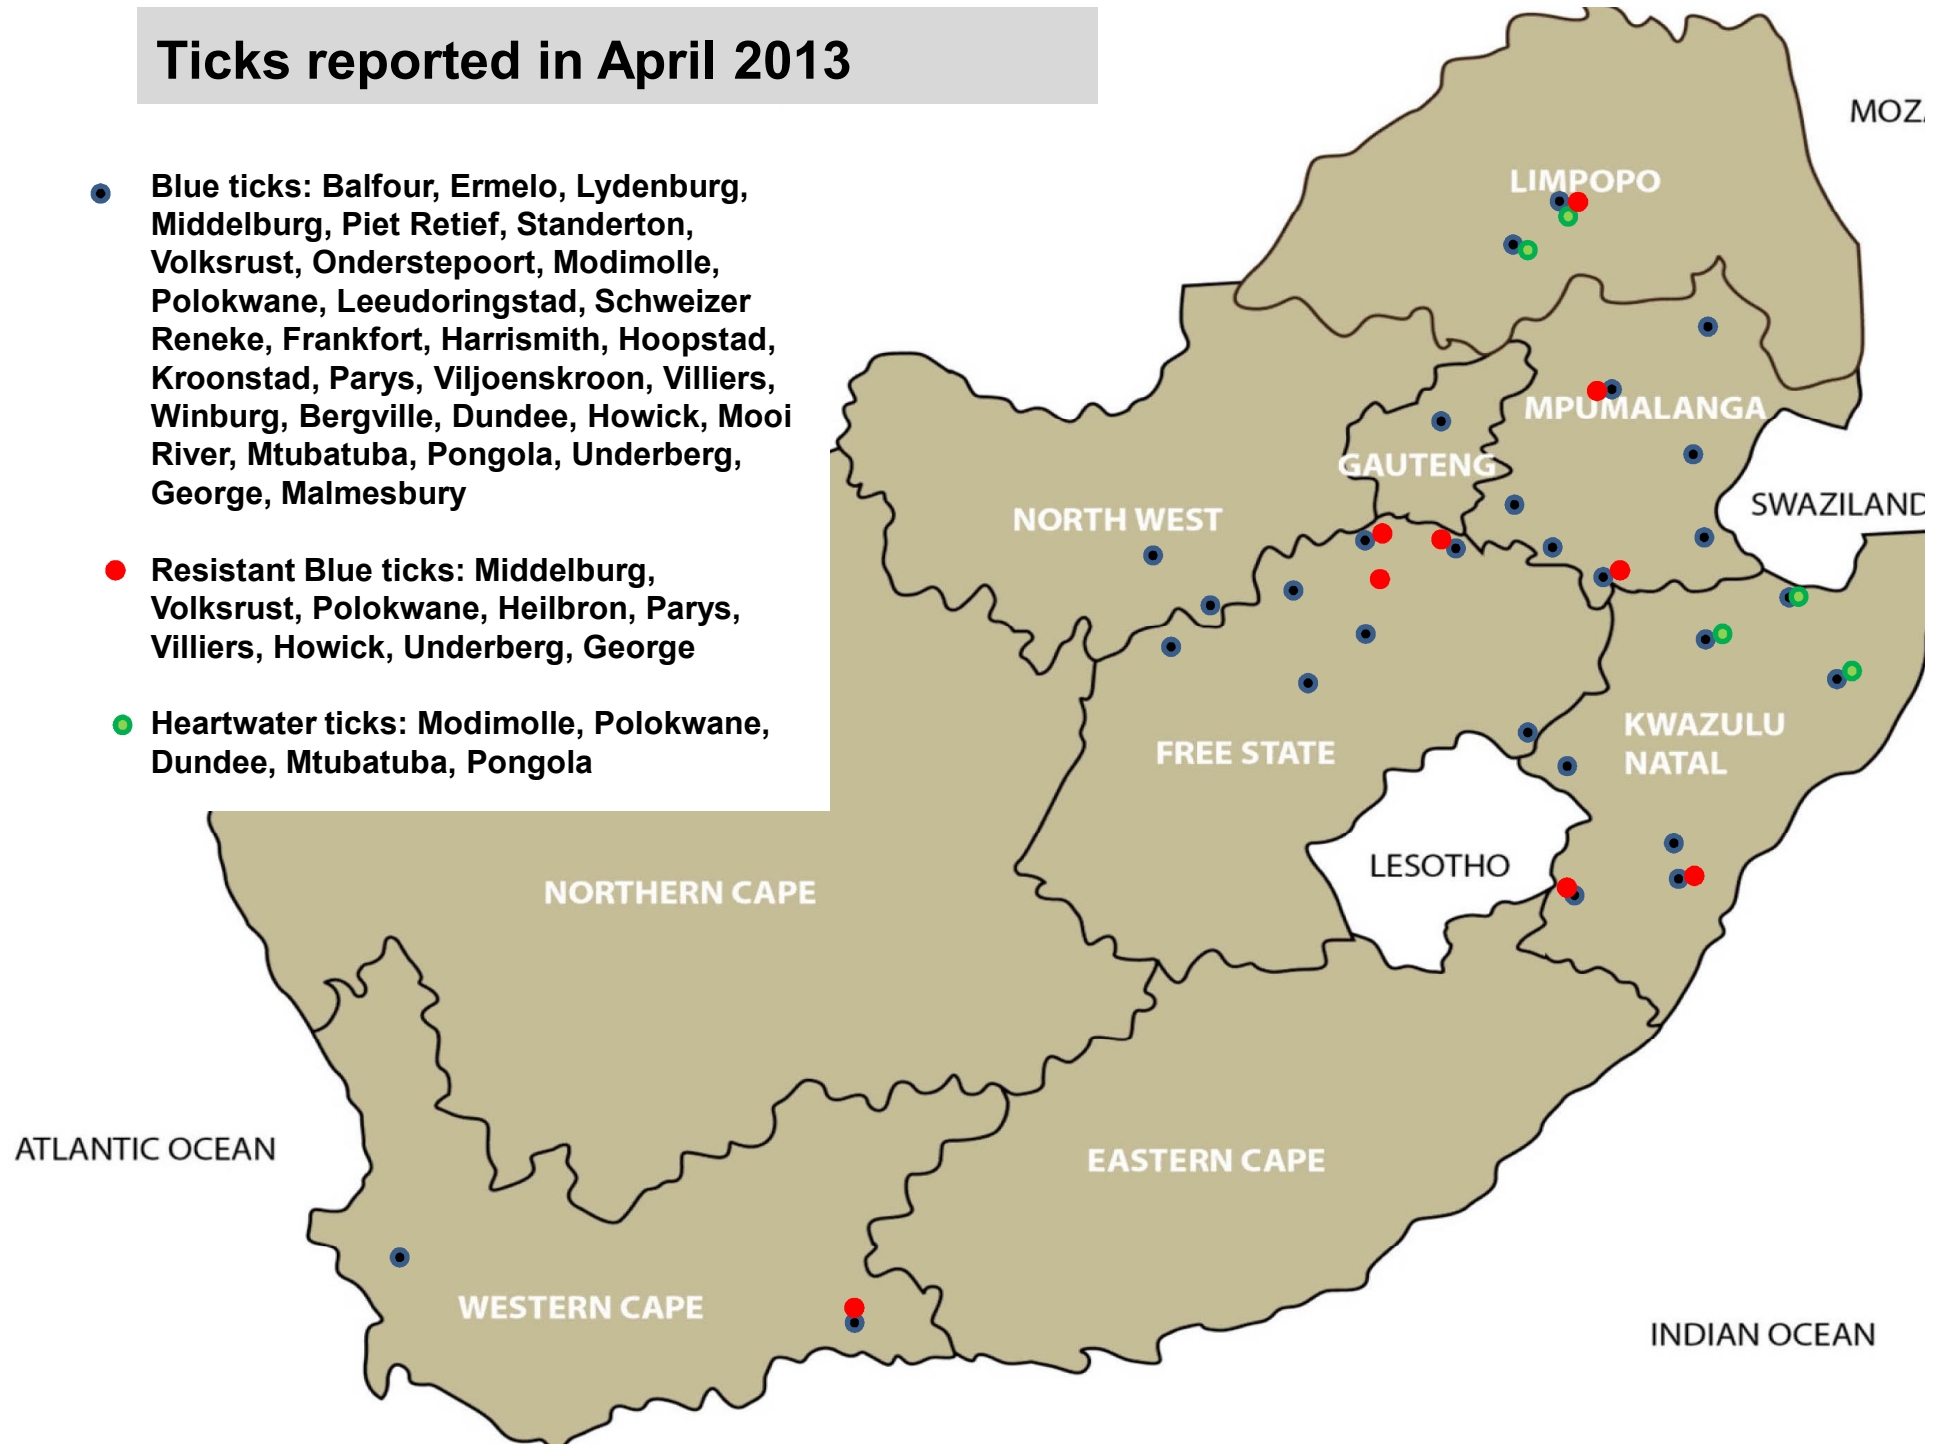 Ticks reported in April 2013
Blue ticks: Balfour, Ermelo, Lydenburg,
Middelburg, Piet Retief, Standerton,
Volksrust, Onderstepoort, Modimolle,
Polokwane, Leeudoringstad, Schweizer
Reneke, Frankfort, Harrismith, Hoopstad,
Kroonstad, Parys, Viljoenskroon, Villiers,
Winburg, Bergville, Dundee, Howick, Mooi
River, Mtubatuba, Pongola, Underberg,
George, Malmesbury
Resistant Blue ticks: Middelburg,
Volksrust, Polokwane, Heilbron, Parys,
Villiers, Howick, Underberg, George
Heartwater ticks: Modimolle, Polokwane,
Dundee, Mtubatuba, Pongola
MOZ
LIMPOPO
MPUMALANGA
GAUTENG
SWAZILAND
NORTH WEST
KWAZULU
NATAL
FREE STATE
LESOTHO
NORTHERN CAPE
ATLANTIC OCEAN
EASTERN CAPE
WESTERN CAPE
INDIAN OCEAN